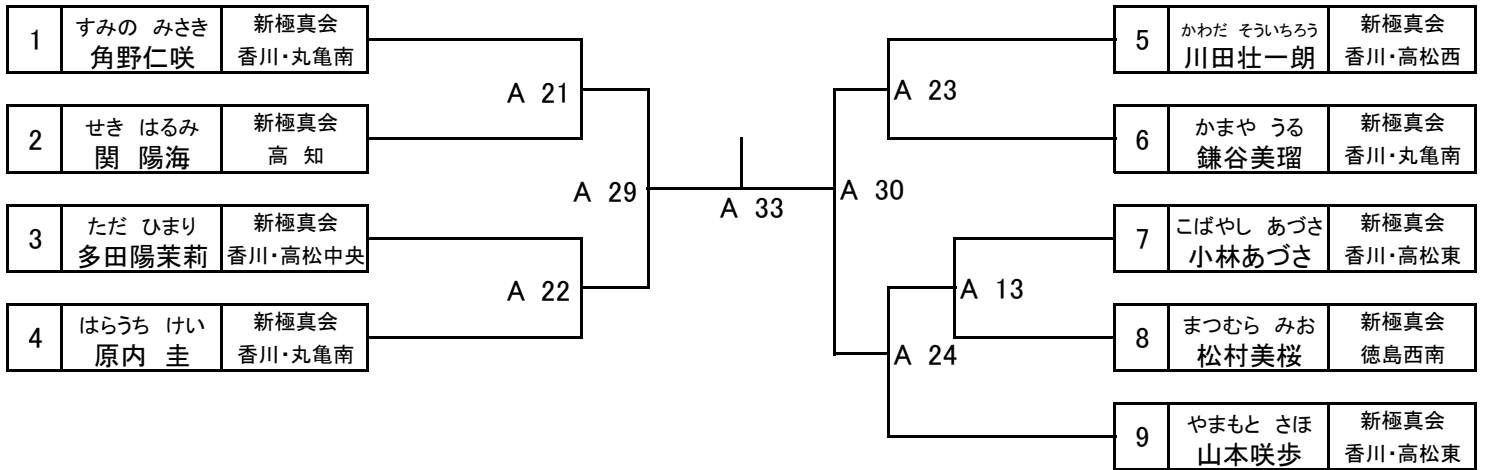 1
すみの みさき
角野仁咲
新極真会
香川・丸亀南
2
せき はるみ
関 陽海
新極真会
高 知
3
ただ ひまり
多田陽茉莉
新極真会
香川・高松中央
4
はらうち けい
原内 圭
新極真会
香川・丸亀南
A 21
A 22
A 29
A 33
A 30
A 23
A 13
A 24
5
かわだ そういちろう
川田壮一朗
新極真会
香川・高松西
6
かまや うる
鎌谷美瑠
新極真会
香川・丸亀南
7
こばやし あづさ
小林あづさ
新極真会
香川・高松東
8
まつむら みお
松村美桜
新極真会
徳島西南
9
やまもと さほ
山本咲歩
新極真会
香川・高松東